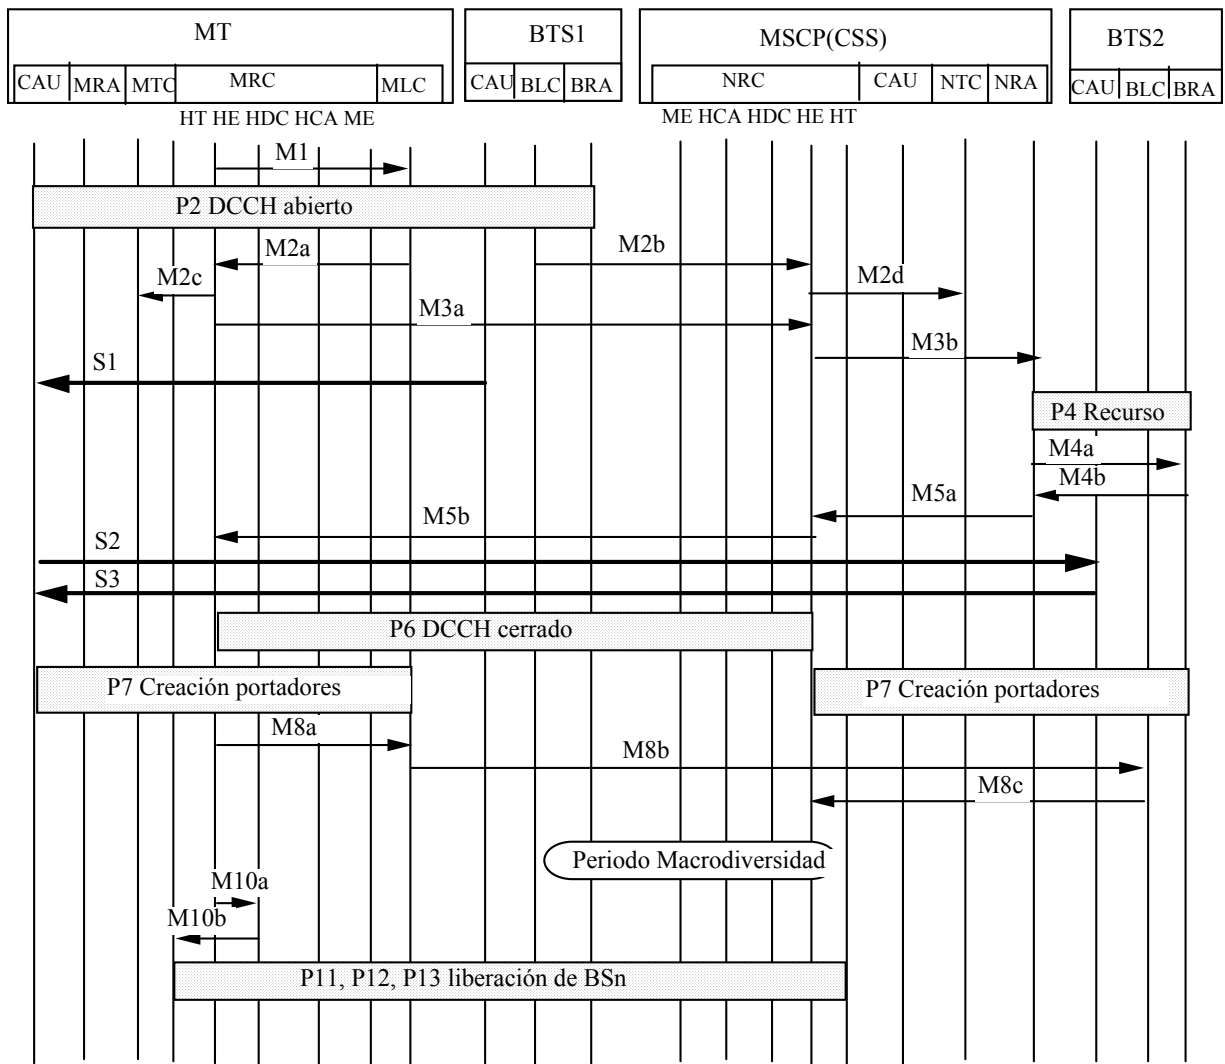 MT
BTS1
MSCP(CSS)
BTS2
CAU MRA MTC MRC MLC
CAU BLC BRA
NRC CAU NTC NRA
CAU BLC BRA
HT HE HDC HCA ME
ME HCA HDC HE HT
M1
P2 DCCH abierto
M2a
M2b
M2c
M2d
M3a
M3b
S1
P4 Recurso
M4a
M4b
M5a
M5b
S2
S3
P6 DCCH cerrado
P7 Creación portadores
P7 Creación portadores
M8a
M8b
M8c
Periodo Macrodiversidad
M10a
M10b
P11, P12, P13 liberación de BSn